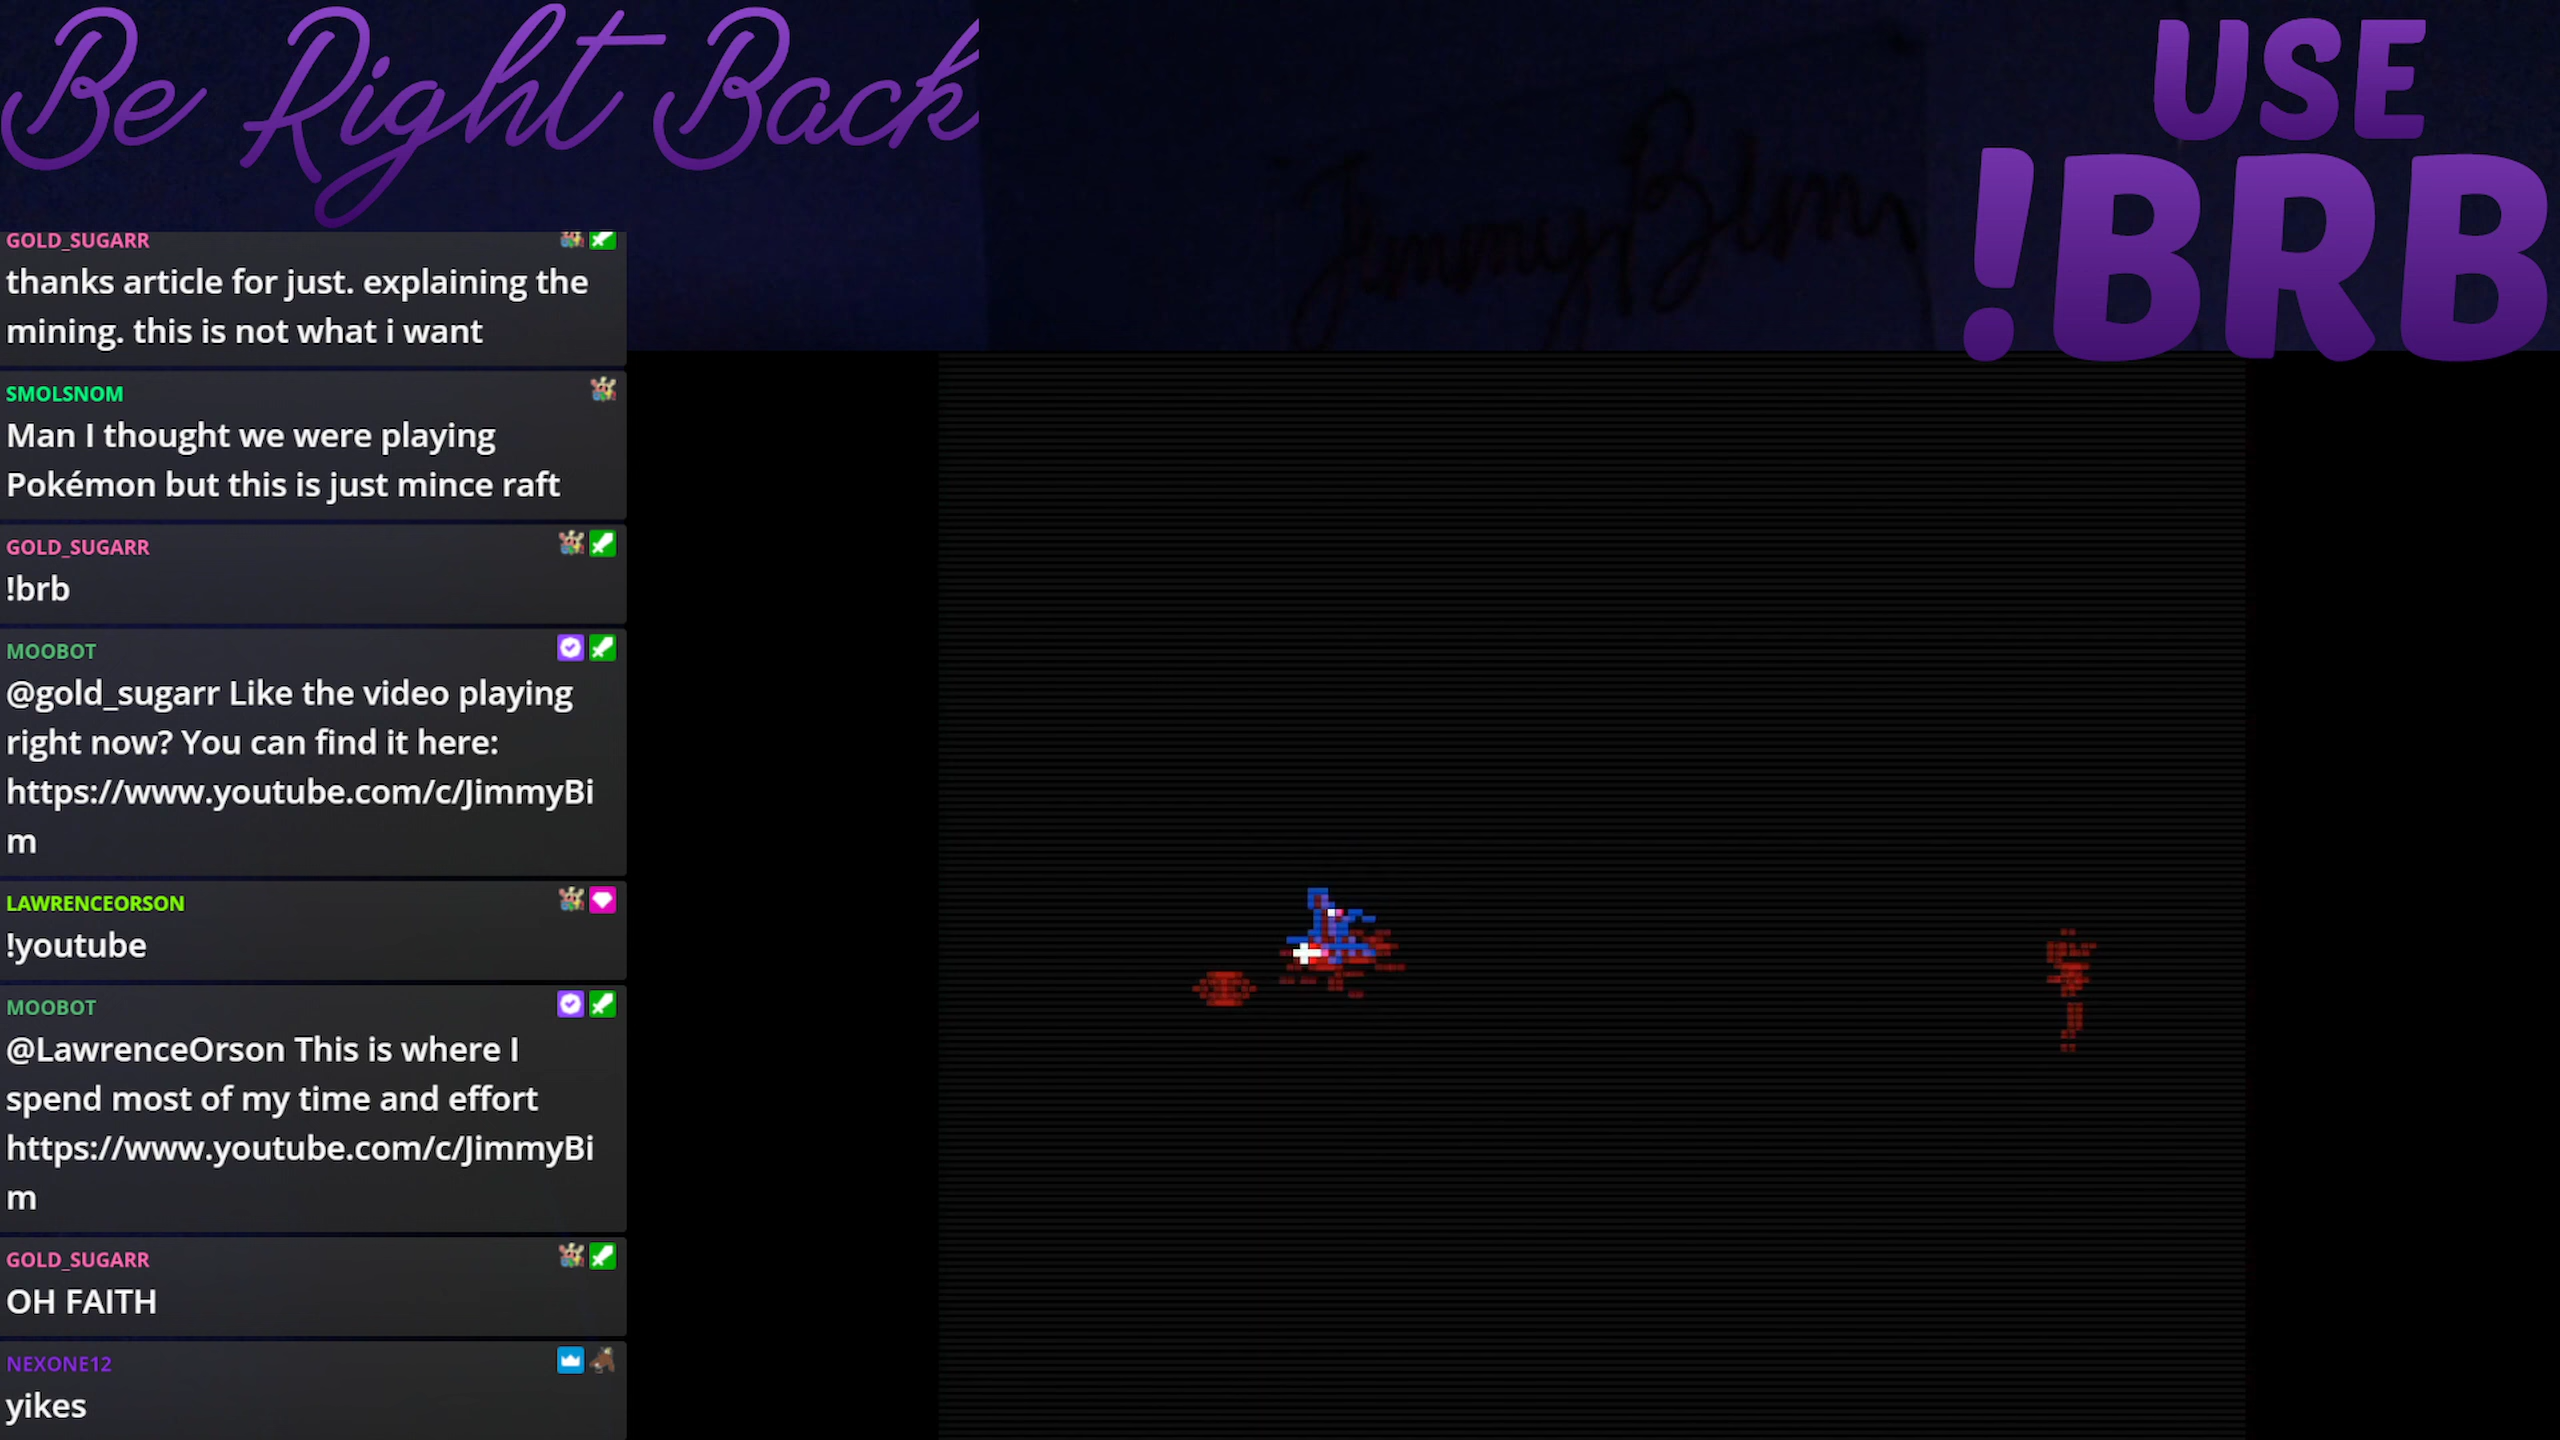 Be Right Back
USE
!BRB
Jimmy Bim
GOLD_SUGARR
thanks article for just. explaining the
mining. this is not what i want
SMOLSNOM
Man I thought we were playing
Pokémon but this is just mince raft
GOLD_SUGARR
!brb
MOOBOT
@gold_sugarr Like the video playing
right now? You can find it here:
https://www.youtube.com/c/JimmyBi
m
LAWRENCEORSON
!youtube
MOOBOT
@LawrenceOrson This is where I
spend most of my time and effort
https://www.youtube.com/c/JimmyBi
m
GOLD_SUGARR
OH FAITH
NEXONE12
yikes